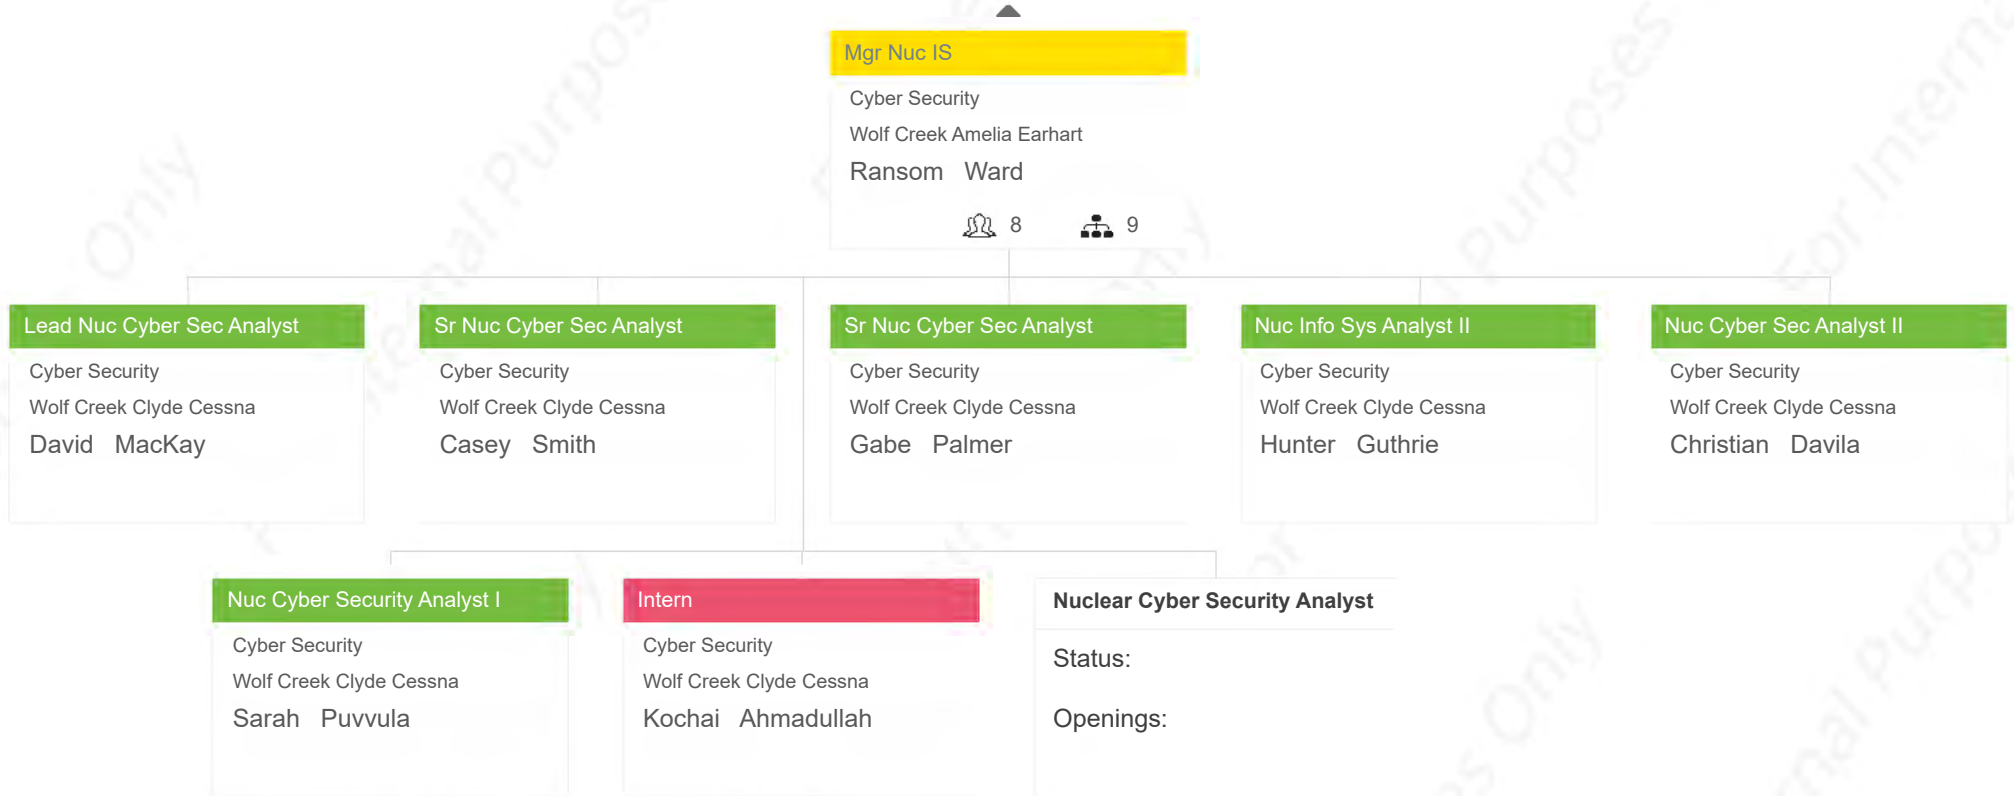 Mgr Nuc IS
Cyber Security
Wolf Creek Amelia Earhart
Ransom Ward
8 9
Lead Nuc Cyber Sec Analyst
Cyber Security
Wolf Creek Clyde Cessna
David MacKay
Sr Nuc Cyber Sec Analyst
Cyber Security
Wolf Creek Clyde Cessna
Casey Smith
Sr Nuc Cyber Sec Analyst
Cyber Security
Wolf Creek Clyde Cessna
Gabe Palmer
Nuc Info Sys Analyst II
Cyber Security
Wolf Creek Clyde Cessna
Hunter Guthrie
Nuc Cyber Sec Analyst II
Cyber Security
Wolf Creek Clyde Cessna
Christian Davila
Nuc Cyber Security Analyst I
Cyber Security
Wolf Creek Clyde Cessna
Sarah Puvvula
Intern
Cyber Security
Wolf Creek Clyde Cessna
Kochai Ahmadullah
Nuclear Cyber Security Analyst
Status:
Openings: